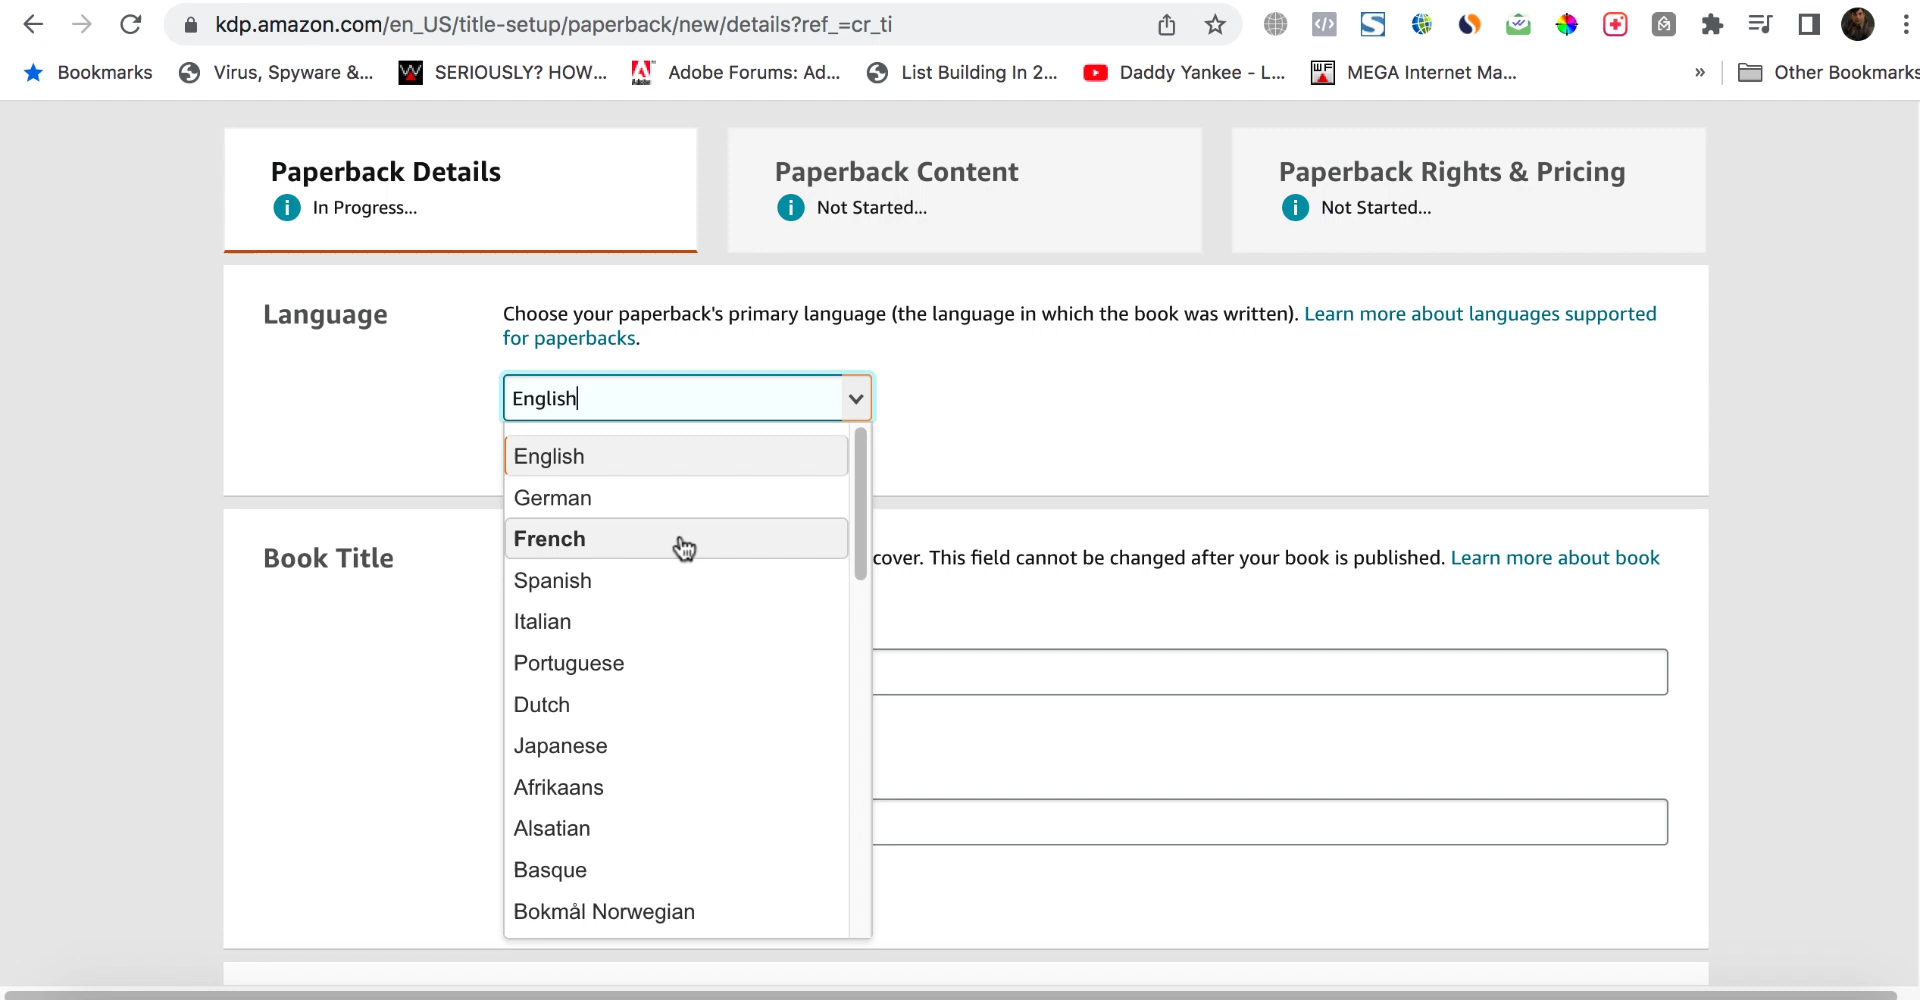 kdp.amazon.com/en_US/title-setup/paperback/new/details?ref_=cr_ti
Bookmarks
Virus, Spyware &...
SERIOUSLY? HOW...
Adobe Forums: Ad...
List Building In 2...
Daddy Yankee - L...
MEGA Internet Ma...
»
Other Bookmarks
Paperback Details
In Progress...
Paperback Content
Not Started...
Paperback Rights & Pricing
Not Started...
Language
Choose your paperback's primary language (the language in which the book was written). Learn more about languages supported
for paperbacks.
English
English
German
French
Spanish
Italian
Portuguese
Dutch
Japanese
Afrikaans
Alsatian
Basque
Bokmål Norwegian
Book Title
cover. This field cannot be changed after your book is published. Learn more about book